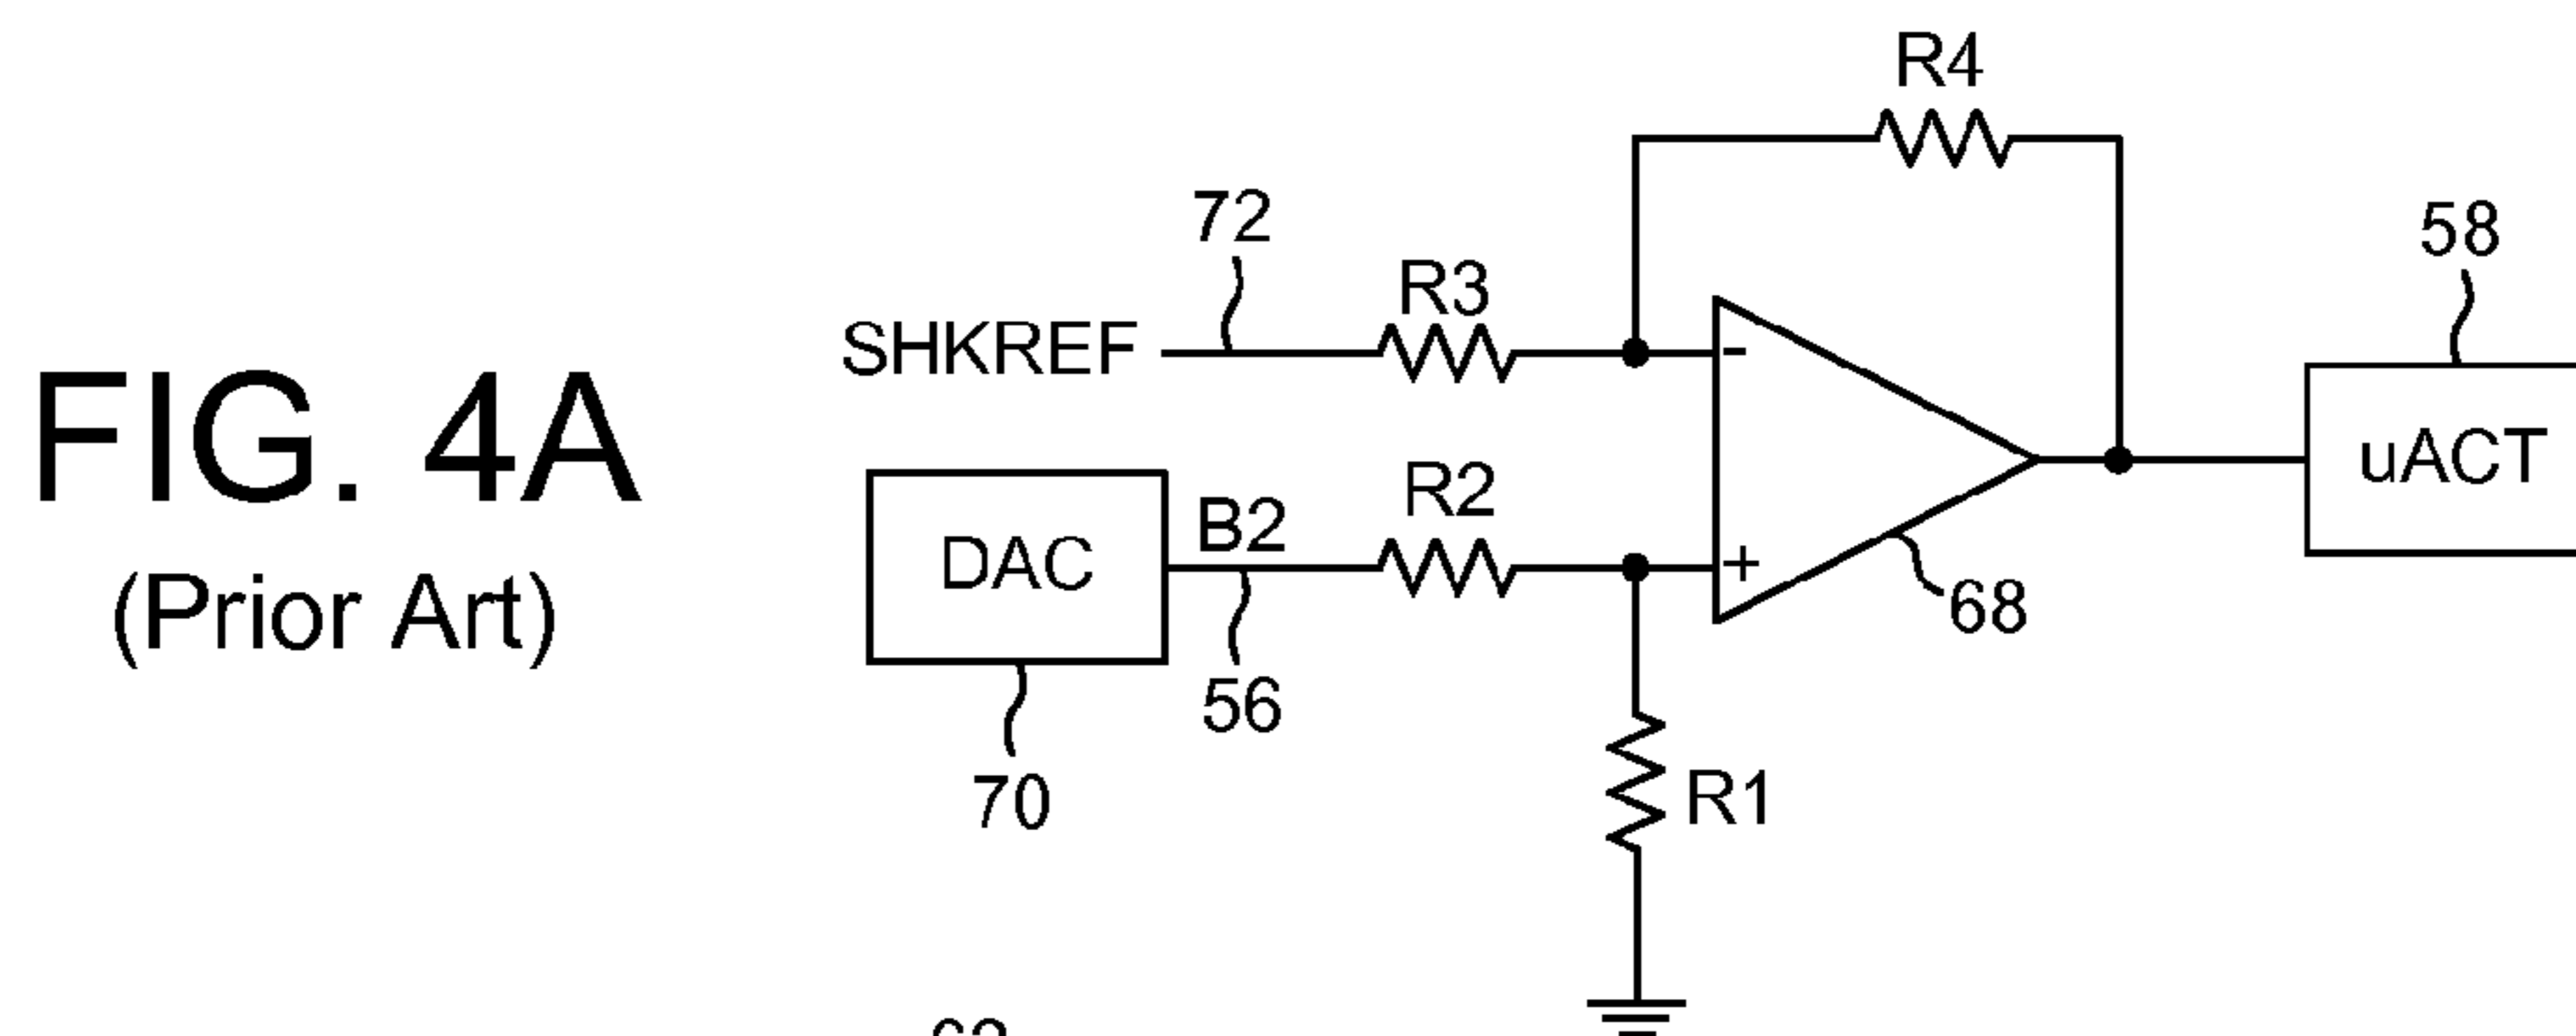 FIG. 4A
(Prior Art)
R4
72
58
R3
SHKREF
-
uACT
R2
B2
DAC
+
68
56
70
R1